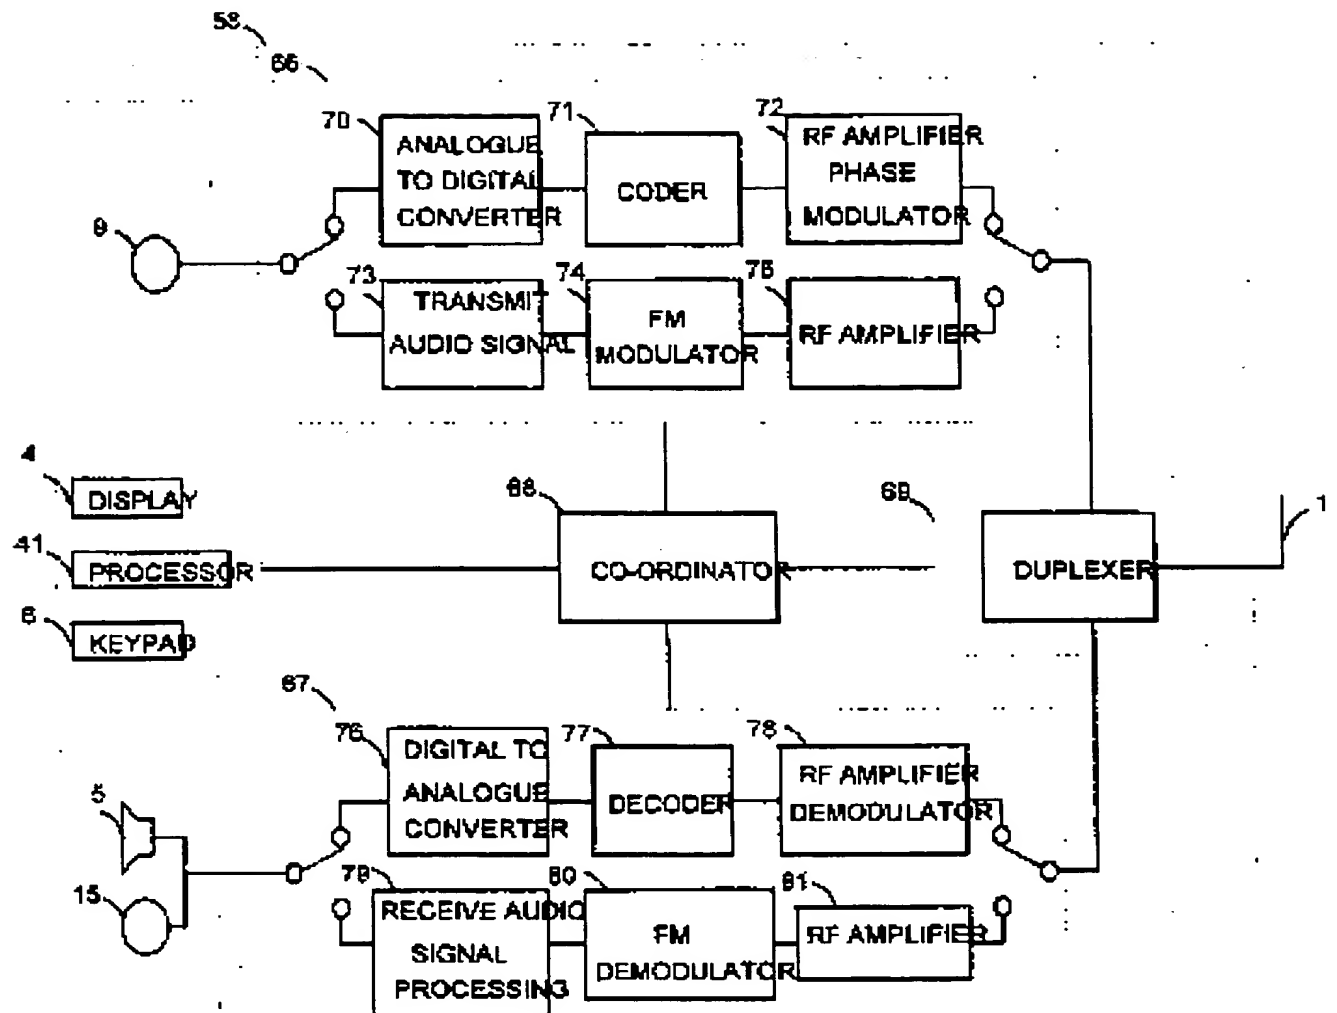 58
66
70
71
72
ANALOGUE
TO DIGITAL
CONVERTER
CODER
RF AMPLIFIER
PHASE
MODULATOR
9
73
74
75
TRANSMIT
AUDIO SIGNAL
FM
MODULATOR
RF AMPLIFIER
4
DISPLAY
68
69
1
41
PROCESSOR
CO-ORDINATOR
DUPLEXER
6
KEYPAD
67
76
77
78
DIGITAL TO
ANALOGUE
CONVERTER
DECODER
RF AMPLIFIER
DEMODULATOR
5
15
79
80
81
RECEIVE AUDIO
SIGNAL
PROCESSING
FM
DEMODULATOR
RF AMPLIFIER